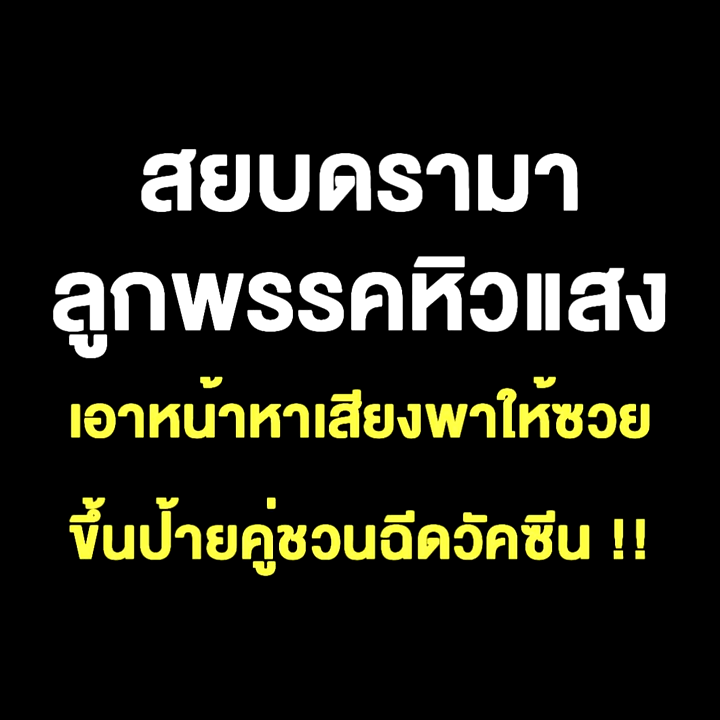 สยบดรามา
ลูกพรรคหิวแสง
เอาหน้าหาเสียงพาให้ซวย
ขึ้นป้ายคู่ชวนฉีดวัคซีน !!